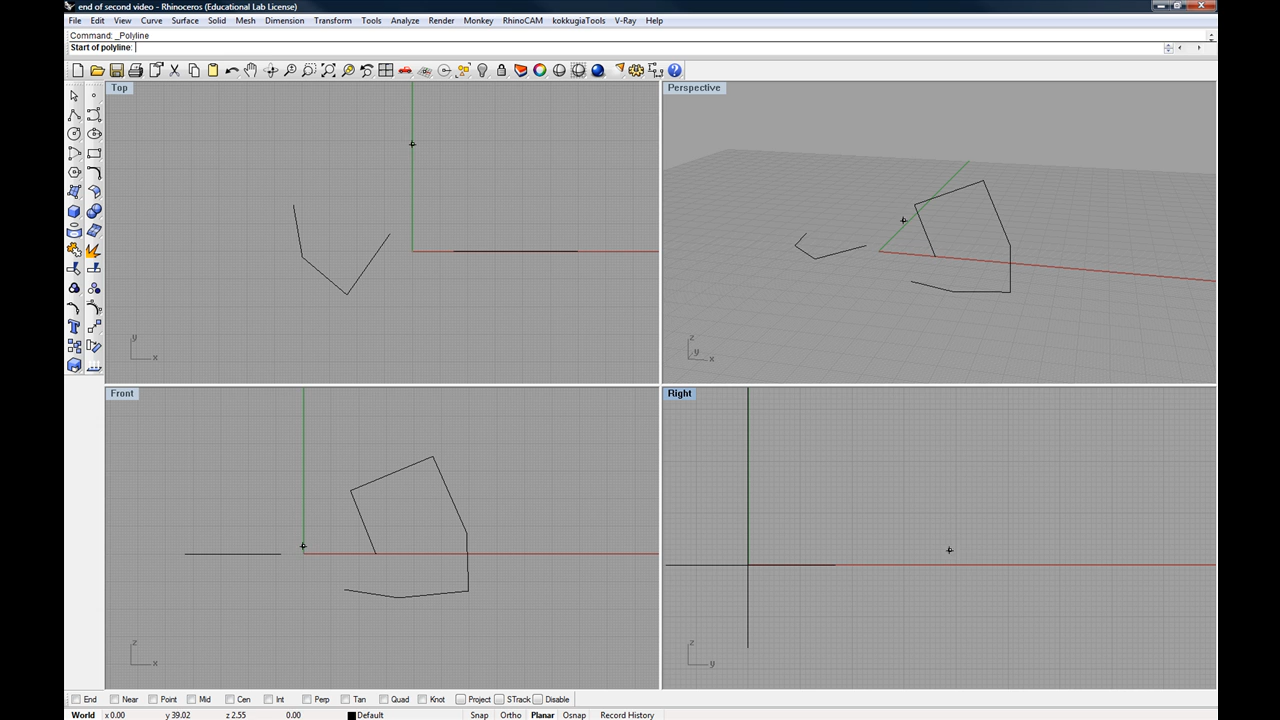 end of second video - Rhinoceros (Educational Lab License)
File Edit View Curve Surface Solid Mesh Dimension Transform Tools Analyze Render Monkey RhinoCAM kokkugiaTools V-Ray Help
Command: _Polyline
Start of polyline:
Top
Perspective
y
x
z
y
x
Front
Right
z
x
z
y
End Near Point Mid Cen Int Perp Tan Quad Knot Project STrack Disable
World x 0.00 y 39.02 z 2.55 0.00 Default Snap Ortho Planar Osnap Record History